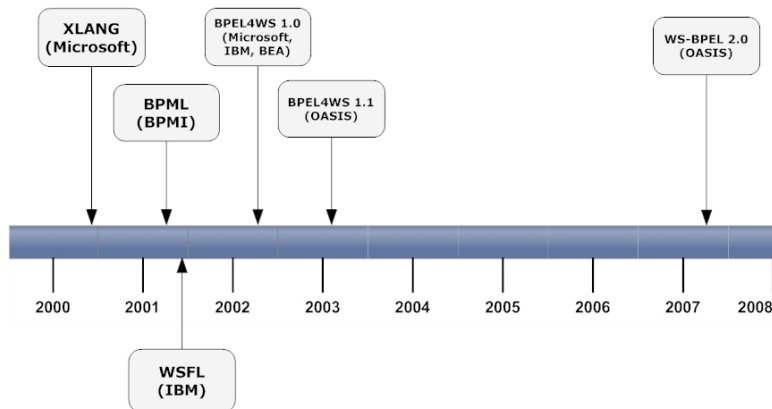 XLANG
(Microsoft)
BPEL4WS 1.0
(Microsoft,
IBM, BEA)
WS-BPEL 2.0
(OASIS)
BPML
(BPMI)
BPEL4WS 1.1
(OASIS)
2000
2001
2002
2003
2004
2005
2006
2007
2008
WSFL
(IBM)